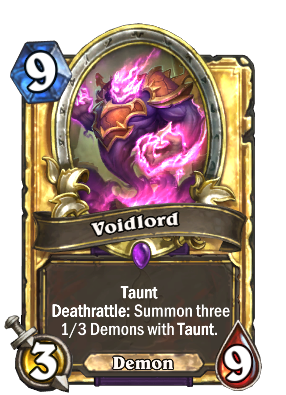 9
Voidlord
Taunt
Deathrattle: Summon three
1/3 Demons with Taunt.
3
Demon
9